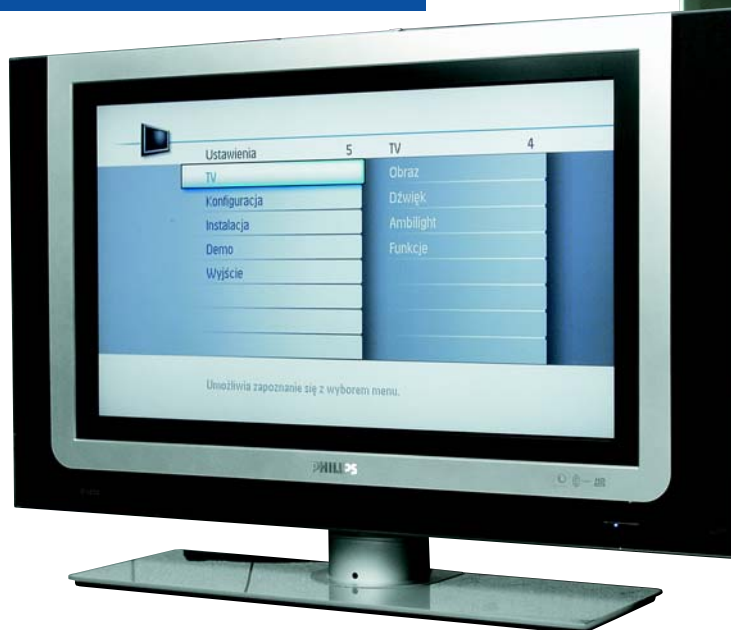 Ustawienia 5 TV 4
TV Obraz
Konfiguracja Dźwięk
Instalacja Ambilight
Demo Funkcje
Wyjście
Umożliwia zapoznanie się z wyborem menu.
PHILIPS